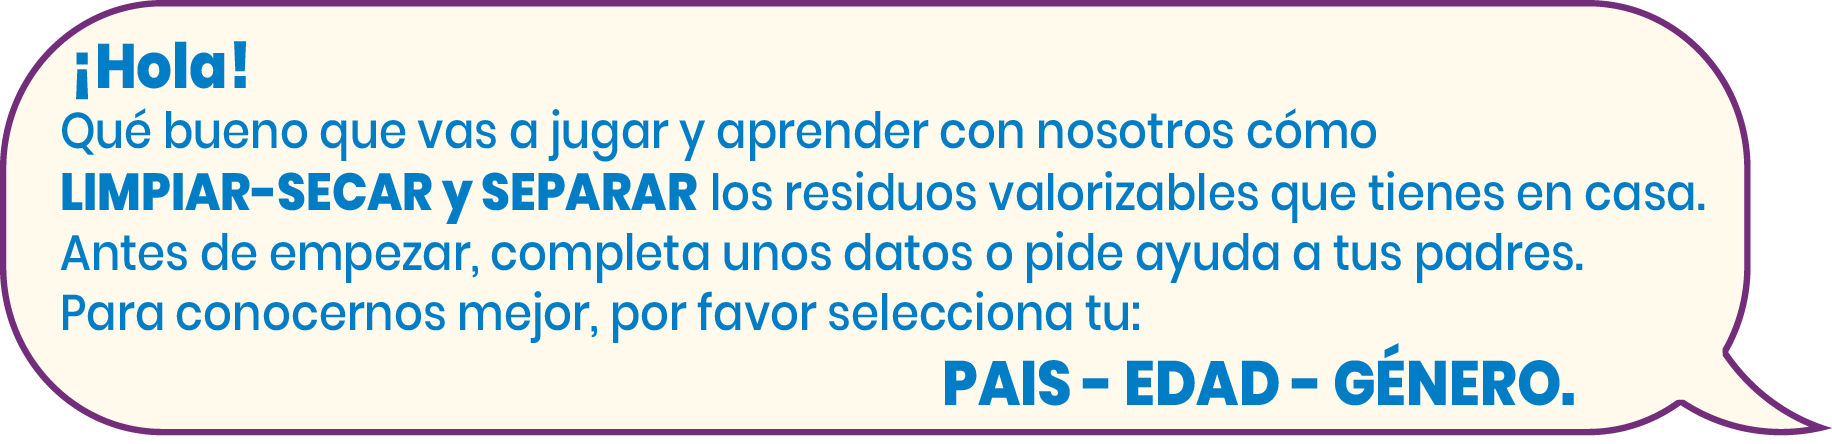 ¡Hola!
Qué bueno que vas a jugar y aprender con nosotros cómo
LIMPIAR-SECAR y SEPARAR los residuos valorizables que tienes en casa.
Antes de empezar, completa unos datos o pide ayuda a tus padres.
Para conocernos mejor, por favor selecciona tu:
PAIS - EDAD - GÉNERO.